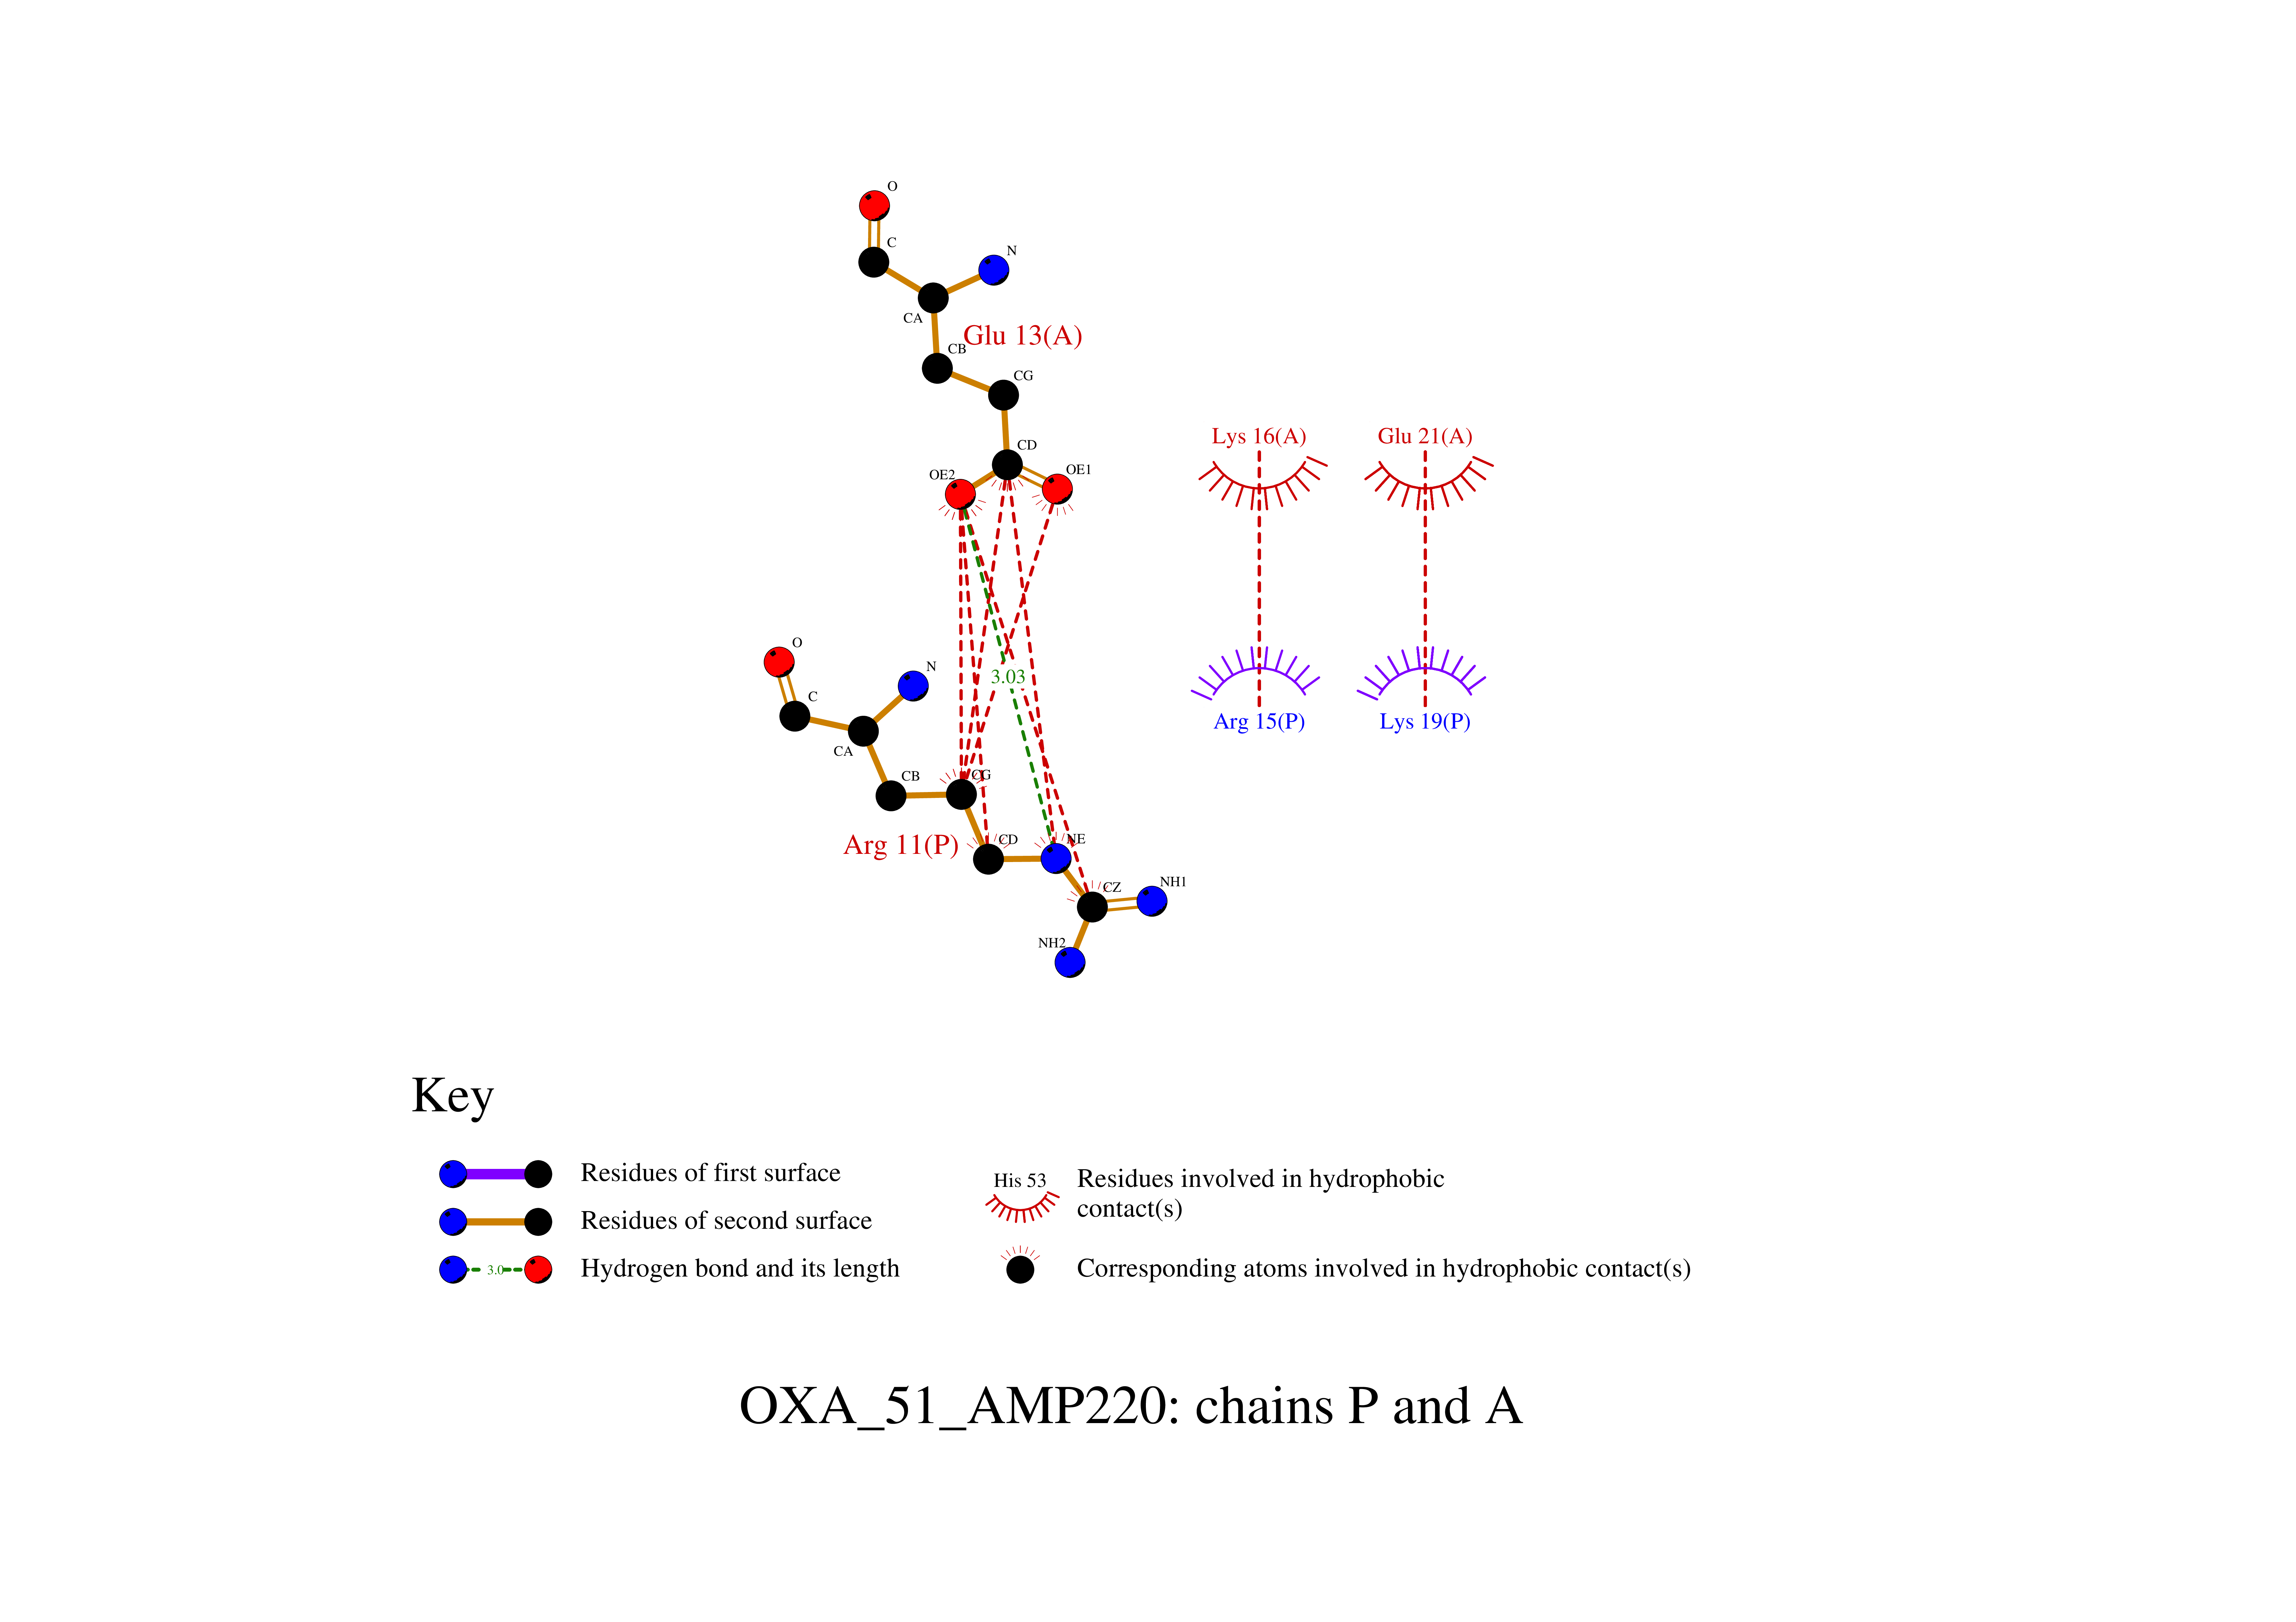 O
C
N
CA
Glu 13(A)
CB
CG
CD
OE2
OE1
Lys 16(A)
Glu 21(A)
O
N
C
3.03
CA
Arg 15(P)
Lys 19(P)
CB
CG
Arg 11(P)
CD
NE
CZ
NH1
NH2
Key
Residues of first surface
Residues of second surface
3.0
Hydrogen bond and its length
His 53
Residues involved in hydrophobic
contact(s)
Corresponding atoms involved in hydrophobic contact(s)
OXA_51_AMP220: chains P and A